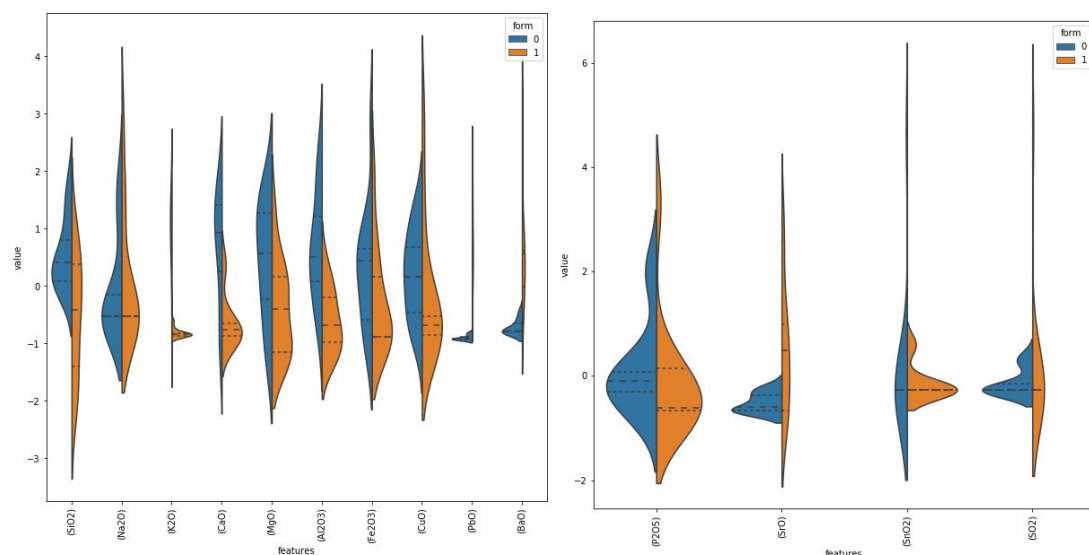 form
0
1
4
3
2
1
0
−1
−2
−3
value
(SiO2)
(Na2O)
(K2O)
(CaO)
(MgO)
(Al2O3)
(Fe2O3)
(CuO)
(PbO)
(BaO)
features
form
0
1
6
4
2
0
−2
value
(P2O5)
(SrO)
(SnO2)
(SO2)
features